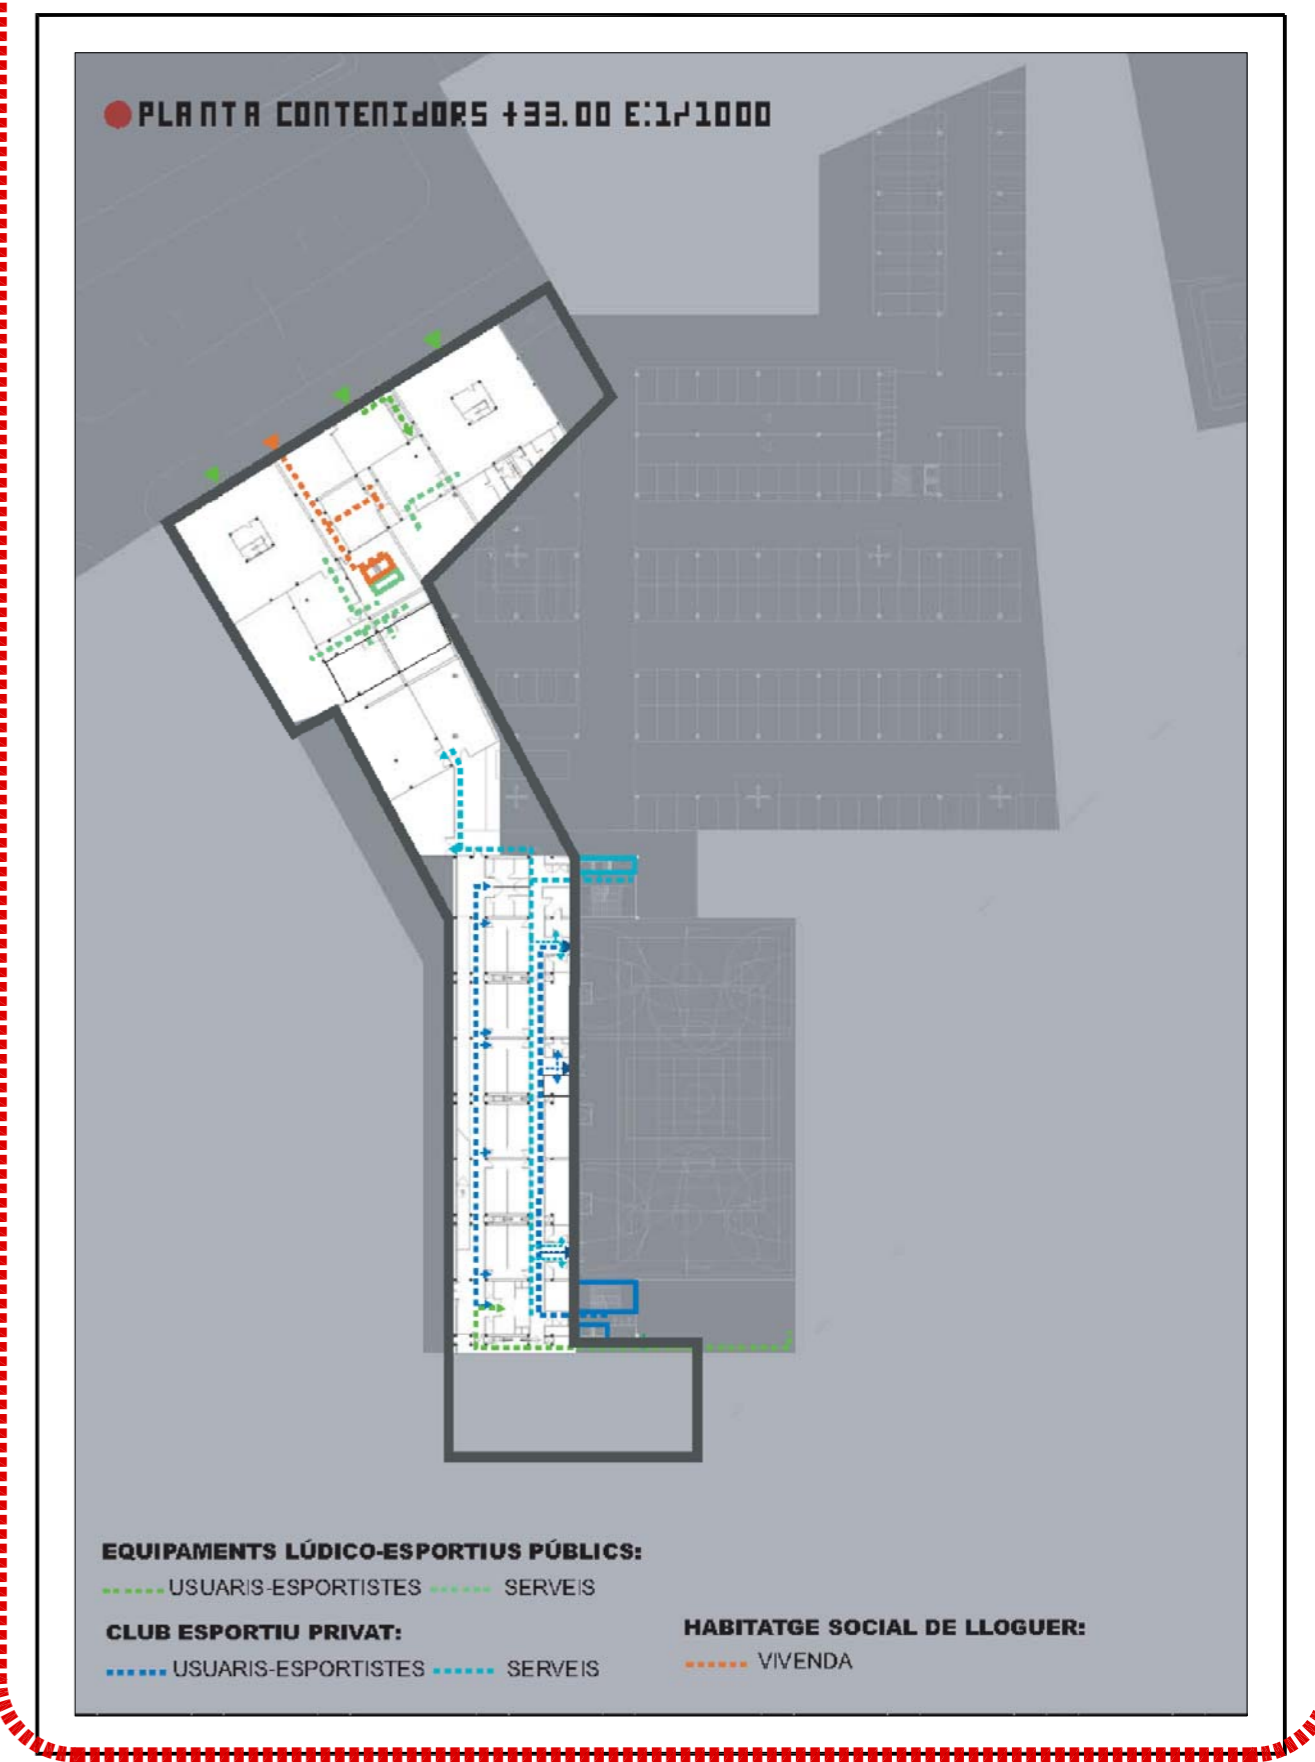 PLANTA CONTENIdORS +33.00 E:1/1000
EQUIPAMENTS LÚDICO-ESPORTIUS PÚBLICS:
USUARIS-ESPORTISTES SERVEIS
CLUB ESPORTIU PRIVAT:
USUARIS-ESPORTISTES SERVEIS
HABITATGE SOCIAL DE LLOGUER:
VIVENDA